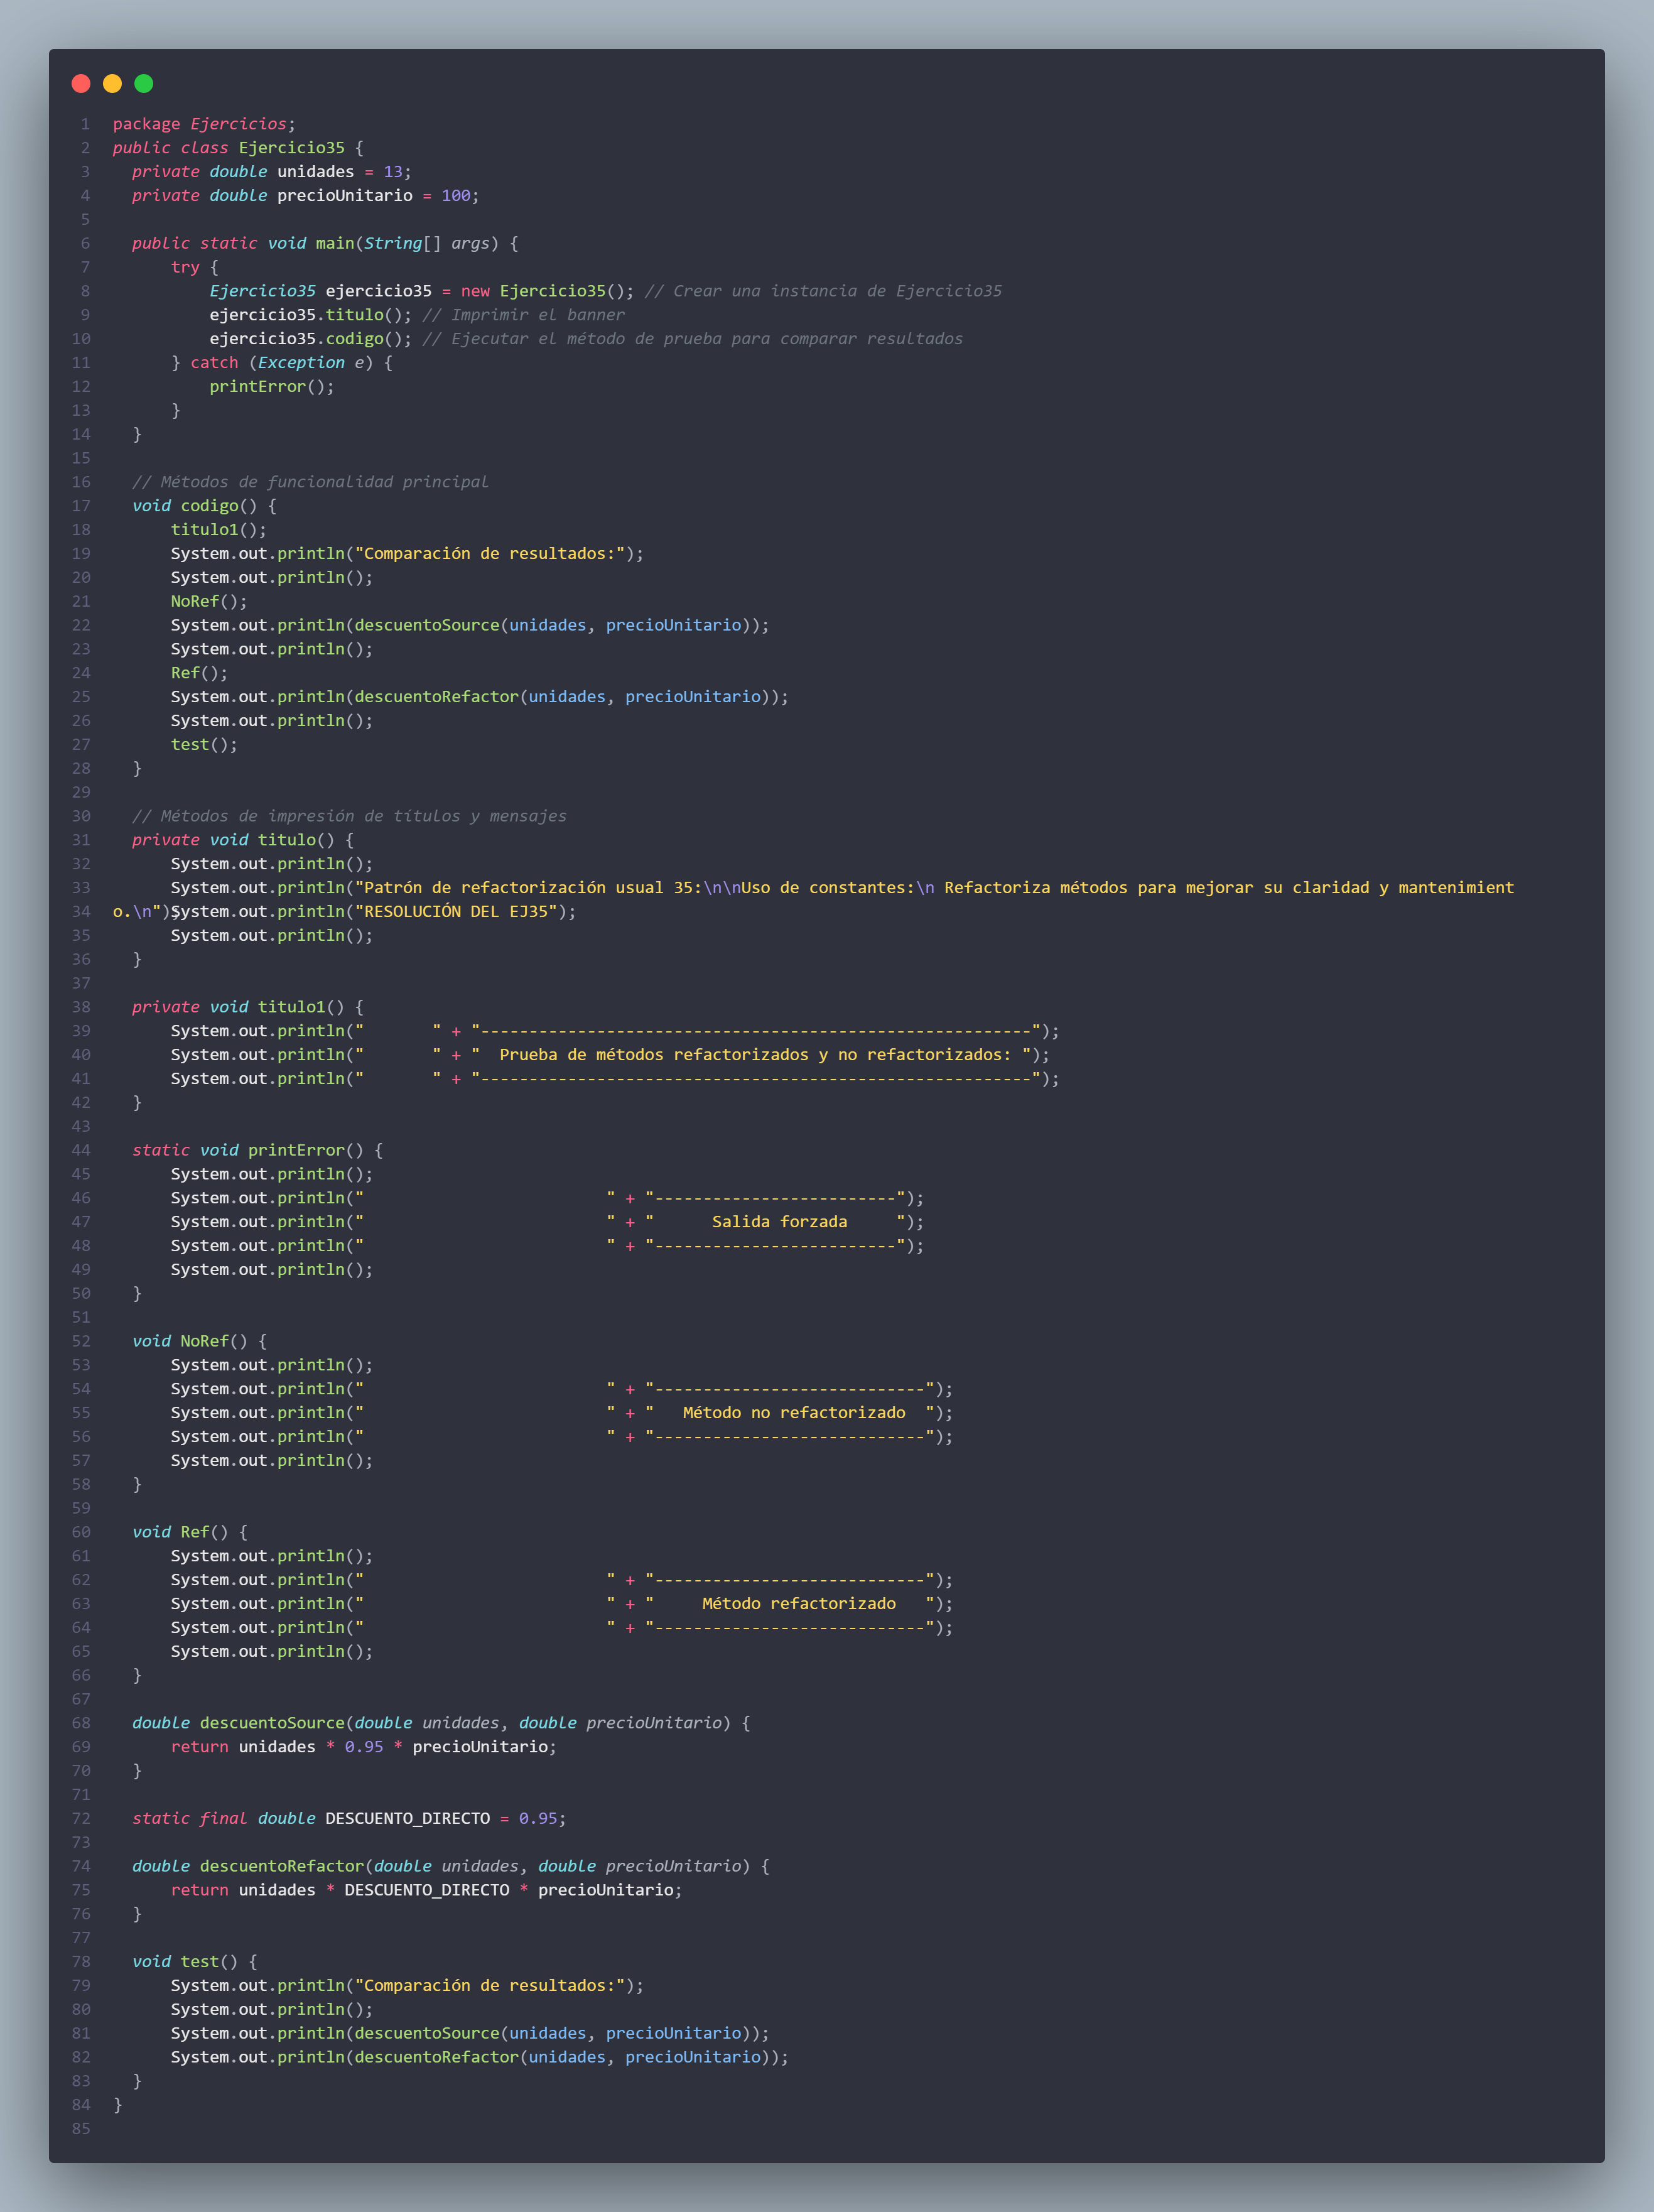 1 package Ejercicios;
2 public class Ejercicio35 {
3   private double unidades = 13;
4   private double precioUnitario = 100;
5
6   public static void main(String[] args) {
7       try {
8           Ejercicio35 ejercicio35 = new Ejercicio35(); // Crear una instancia de Ejercicio35
9           ejercicio35.titulo(); // Imprimir el banner
10           ejercicio35.codigo(); // Ejecutar el método de prueba para comparar resultados
11       } catch (Exception e) {
12           printError();
13       }
14   }
15
16   // Métodos de funcionalidad principal
17   void codigo() {
18       titulo1();
19       System.out.println("Comparación de resultados:");
20       System.out.println();
21       NoRef();
22       System.out.println(descuentoSource(unidades, precioUnitario));
23       System.out.println();
24       Ref();
25       System.out.println(descuentoRefactor(unidades, precioUnitario));
26       System.out.println();
27       test();
28   }
29
30   // Métodos de impresión de títulos y mensajes
31   private void titulo() {
32       System.out.println();
33       System.out.println("Patrón de refactorización usual 35:\n\nUso de constantes:\n Refactoriza métodos para mejorar su claridad y mantenimient
34 o.\n");System.out.println("RESOLUCIÓN DEL EJ35");
35       System.out.println();
36   }
37
38   private void titulo1() {
39       System.out.println("       " + "---------------------------------------------------------");
40       System.out.println("       " + "  Prueba de métodos refactorizados y no refactorizados: ");
41       System.out.println("       " + "---------------------------------------------------------");
42   }
43
44   static void printError() {
45       System.out.println();
46       System.out.println("                         " + "-------------------------");
47       System.out.println("                         " + "      Salida forzada     ");
48       System.out.println("                         " + "-------------------------");
49       System.out.println();
50   }
51
52   void NoRef() {
53       System.out.println();
54       System.out.println("                         " + "----------------------------");
55       System.out.println("                         " + "   Método no refactorizado  ");
56       System.out.println("                         " + "----------------------------");
57       System.out.println();
58   }
59
60   void Ref() {
61       System.out.println();
62       System.out.println("                         " + "----------------------------");
63       System.out.println("                         " + "     Método refactorizado   ");
64       System.out.println("                         " + "----------------------------");
65       System.out.println();
66   }
67
68   double descuentoSource(double unidades, double precioUnitario) {
69       return unidades * 0.95 * precioUnitario;
70   }
71
72   static final double DESCUENTO_DIRECTO = 0.95;
73
74   double descuentoRefactor(double unidades, double precioUnitario) {
75       return unidades * DESCUENTO_DIRECTO * precioUnitario;
76   }
77
78   void test() {
79       System.out.println("Comparación de resultados:");
80       System.out.println();
81       System.out.println(descuentoSource(unidades, precioUnitario));
82       System.out.println(descuentoRefactor(unidades, precioUnitario));
83   }
84 }
85